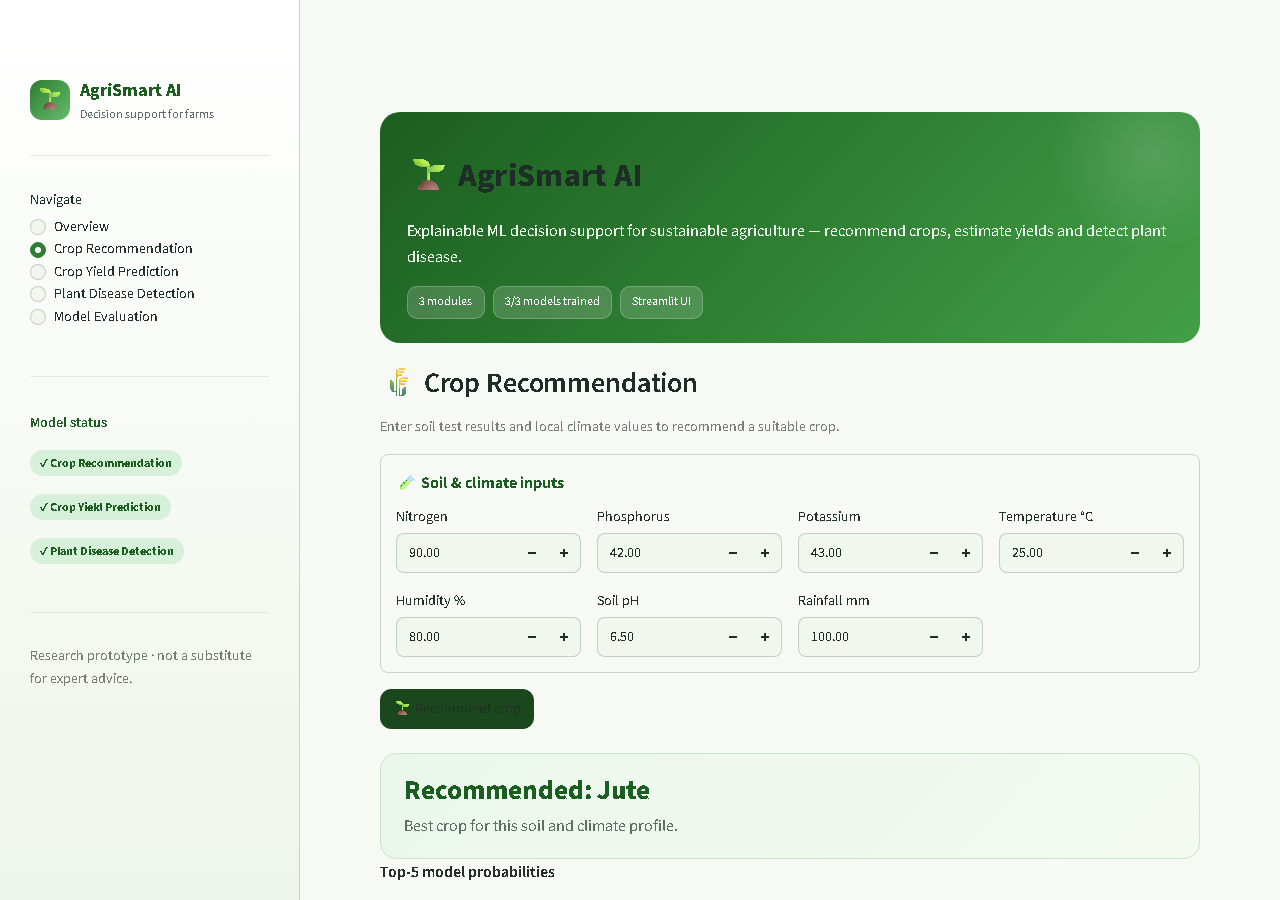 AgriSmart AI
Decision support for farms
Navigate
Overview
Crop Recommendation
Crop Yield Prediction
Plant Disease Detection
Model Evaluation
Model status
✓ Crop Recommendation
✓ Crop Yield Prediction
✓ Plant Disease Detection
Research prototype · not a substitute
for expert advice.
AgriSmart AI
Explainable ML decision support for sustainable agriculture — recommend crops, estimate yields and detect plant
disease.
3 modules
3/3 models trained
Streamlit UI
Crop Recommendation
Enter soil test results and local climate values to recommend a suitable crop.
Soil & climate inputs
Nitrogen
Phosphorus
Potassium
Temperature °C
90.00
42.00
43.00
25.00
Humidity %
Soil pH
Rainfall mm
80.00
6.50
100.00
Recommend crop
Recommended: Jute
Best crop for this soil and climate profile.
Top-5 model probabilities